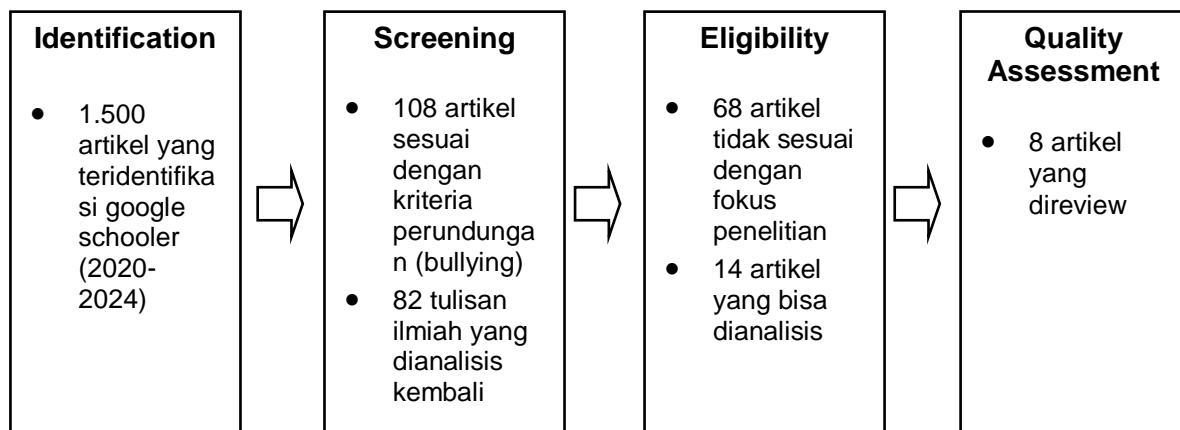 Identification
• 1.500
artikel yang
teridentifika
si google
schooler
(2020-
2024)
Screening
• 108 artikel
sesuai
dengan
kriteria
perundunga
n (bullying)
• 82 tulisan
ilmiah yang
dianalisis
kembali
Eligibility
• 68 artikel
tidak sesuai
dengan
fokus
penelitian
• 14 artikel
yang bisa
dianalisis
Quality
Assessment
• 8 artikel
yang
direview